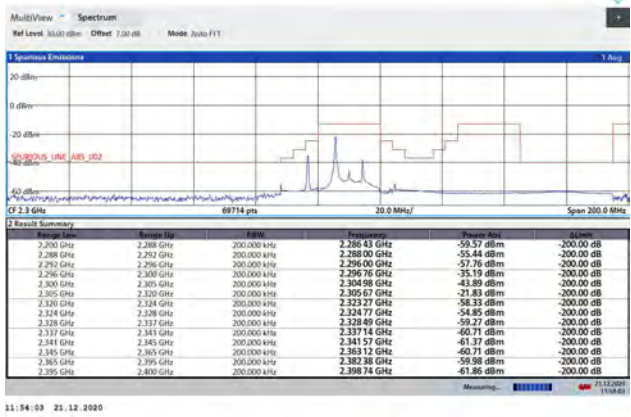 MultiView Spectrum
Ref Level 30.00 dBm Offset 7.00 dB Mode Auto FFT
1 Spurious Emissions
20 dBm
0 dBm
-20 dBm
SPURIOUS_LINE_ABS_U02
-40 dBm
-60 dBm
CF 2.3 GHz 69714 pts 20.0 MHz/ Span 200.0 MHz
2 Result Summary
Range Low Range Up RBW Frequency Power Abs ΔLimit
2.200 GHz 2.288 GHz 200.000 kHz 2.286 43 GHz -59.57 dBm -200.00 dB
2.288 GHz 2.292 GHz 200.000 kHz 2.288 00 GHz -55.44 dBm -200.00 dB
2.292 GHz 2.296 GHz 200.000 kHz 2.296 00 GHz -57.76 dBm -200.00 dB
2.296 GHz 2.300 GHz 200.000 kHz 2.296 76 GHz -35.19 dBm -200.00 dB
2.300 GHz 2.305 GHz 200.000 kHz 2.304 98 GHz -43.89 dBm -200.00 dB
2.305 GHz 2.320 GHz 200.000 kHz 2.305 67 GHz -21.83 dBm -200.00 dB
2.320 GHz 2.324 GHz 200.000 kHz 2.323 27 GHz -58.33 dBm -200.00 dB
2.324 GHz 2.328 GHz 200.000 kHz 2.324 77 GHz -54.85 dBm -200.00 dB
2.328 GHz 2.337 GHz 200.000 kHz 2.328 49 GHz -59.27 dBm -200.00 dB
2.337 GHz 2.341 GHz 200.000 kHz 2.337 14 GHz -60.71 dBm -200.00 dB
2.341 GHz 2.345 GHz 200.000 kHz 2.341 57 GHz -61.37 dBm -200.00 dB
2.345 GHz 2.365 GHz 200.000 kHz 2.363 12 GHz -60.71 dBm -200.00 dB
2.365 GHz 2.395 GHz 200.000 kHz 2.382 38 GHz -59.98 dBm -200.00 dB
2.395 GHz 2.400 GHz 200.000 kHz 2.398 74 GHz -61.86 dBm -200.00 dB
Measuring... 21.12.2020
11:54:03
11:54:03 21.12.2020